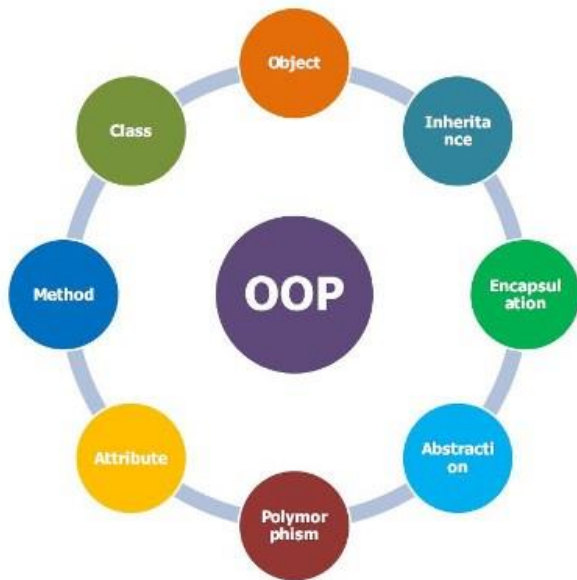 Object
Inherita
nce
Encapsul
ation
Abstracti
on
Polymor
phism
Attribute
Method
Class
OOP